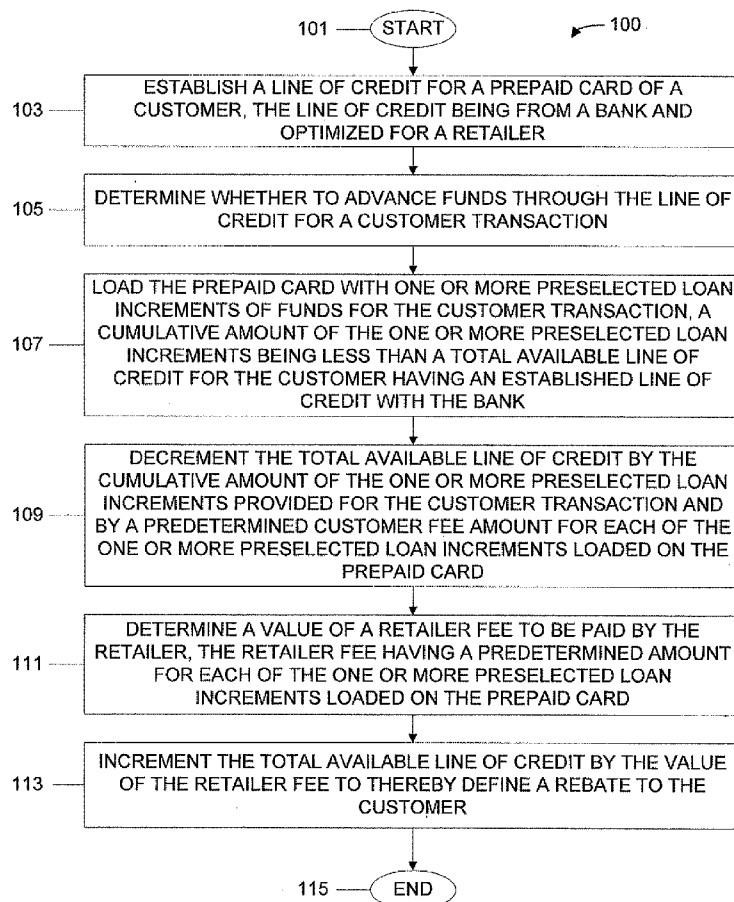 101 START 100
103
ESTABLISH A LINE OF CREDIT FOR A PREPAID CARD OF A
CUSTOMER, THE LINE OF CREDIT BEING FROM A BANK AND
OPTIMIZED FOR A RETAILER
105
DETERMINE WHETHER TO ADVANCE FUNDS THROUGH THE LINE OF
CREDIT FOR A CUSTOMER TRANSACTION
107
LOAD THE PREPAID CARD WITH ONE OR MORE PRESELECTED LOAN
INCREMENTS OF FUNDS FOR THE CUSTOMER TRANSACTION, A
CUMULATIVE AMOUNT OF THE ONE OR MORE PRESELECTED LOAN
INCREMENTS BEING LESS THAN A TOTAL AVAILABLE LINE OF
CREDIT FOR THE CUSTOMER HAVING AN ESTABLISHED LINE OF
CREDIT WITH THE BANK
109
DECREMENT THE TOTAL AVAILABLE LINE OF CREDIT BY THE
CUMULATIVE AMOUNT OF THE ONE OR MORE PRESELECTED LOAN
INCREMENTS PROVIDED FOR THE CUSTOMER TRANSACTION AND
BY A PREDETERMINED CUSTOMER FEE AMOUNT FOR EACH OF THE
ONE OR MORE PRESELECTED LOAN INCREMENTS LOADED ON THE
PREPAID CARD
111
DETERMINE A VALUE OF A RETAILER FEE TO BE PAID BY THE
RETAILER, THE RETAILER FEE HAVING A PREDETERMINED AMOUNT
FOR EACH OF THE ONE OR MORE PRESELECTED LOAN
INCREMENTS LOADED ON THE PREPAID CARD
113
INCREMENT THE TOTAL AVAILABLE LINE OF CREDIT BY THE VALUE
OF THE RETAILER FEE TO THEREBY DEFINE A REBATE TO THE
CUSTOMER
115 END